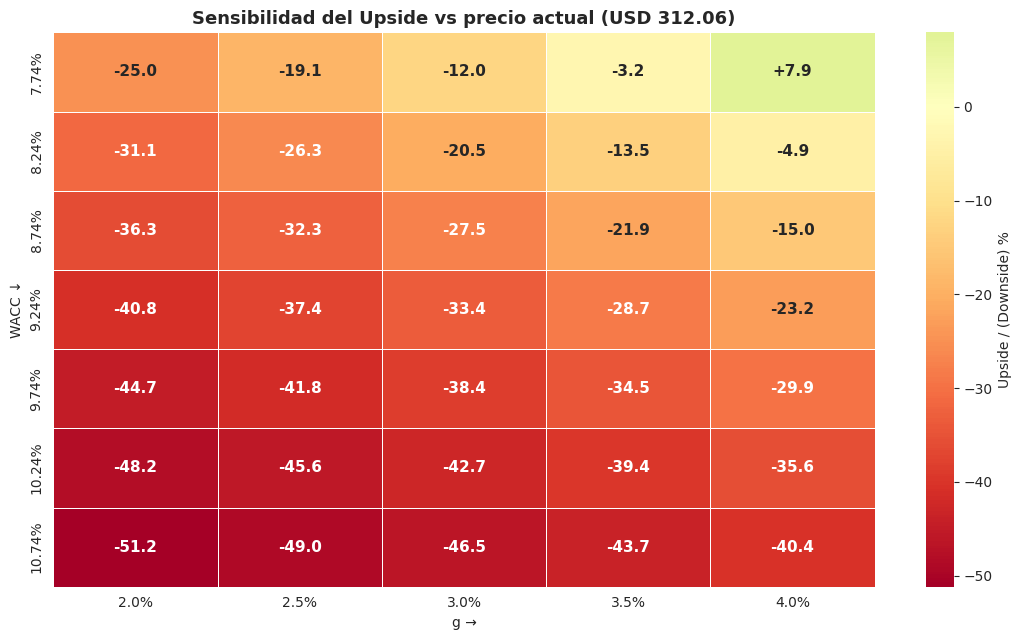 Sensibilidad del Upside vs precio actual (USD 312.06)
7.74% -25.0 -19.1 -12.0 -3.2 +7.9
8.24% -31.1 -26.3 -20.5 -13.5 -4.9
8.74% -36.3 -32.3 -27.5 -21.9 -15.0
9.24% -40.8 -37.4 -33.4 -28.7 -23.2
9.74% -44.7 -41.8 -38.4 -34.5 -29.9
10.24% -48.2 -45.6 -42.7 -39.4 -35.6
10.74% -51.2 -49.0 -46.5 -43.7 -40.4
WACC ↓
2.0% 2.5% 3.0% 3.5% 4.0%
g →
0
−10
−20
−30
−40
−50
Upside / (Downside) %